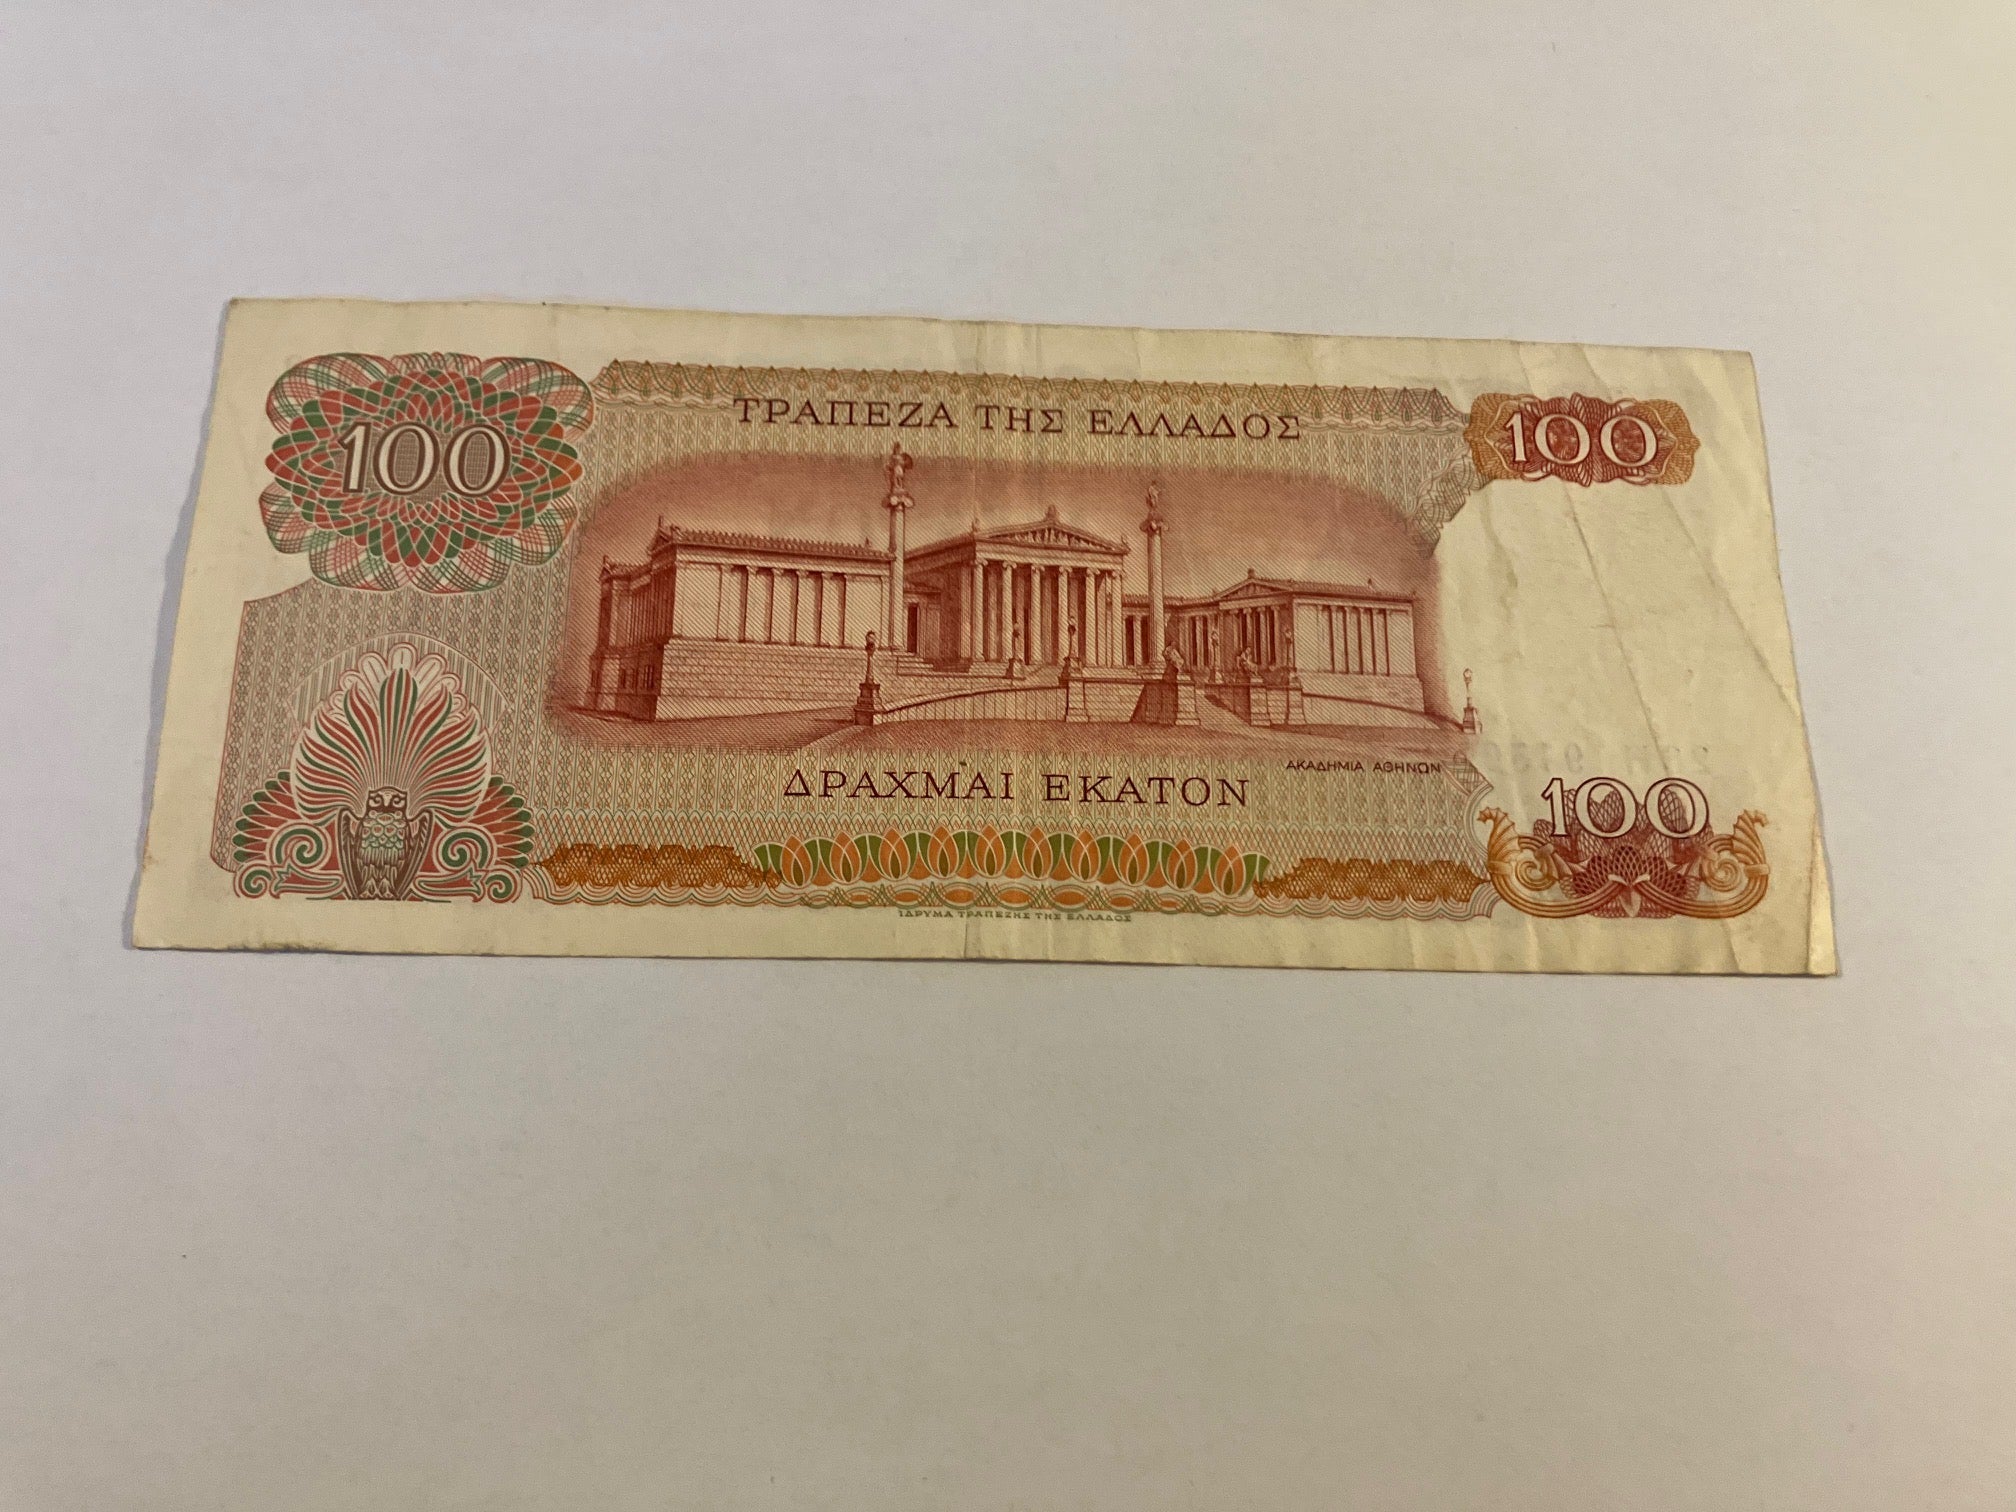 100
ΤΡΑΠΕΖΑ ΤΗΣ ΕΛΛΑΔΟΣ
100
ΑΚΑΔΗΜΙΑ ΑΘΗΝΩΝ
ΔΡΑΧΜΑΙ ΕΚΑΤΟΝ
100
ΙΔΡΥΜΑ ΤΡΑΠΕΖΗΣ ΤΗΣ ΕΛΛΑΔΟΣ